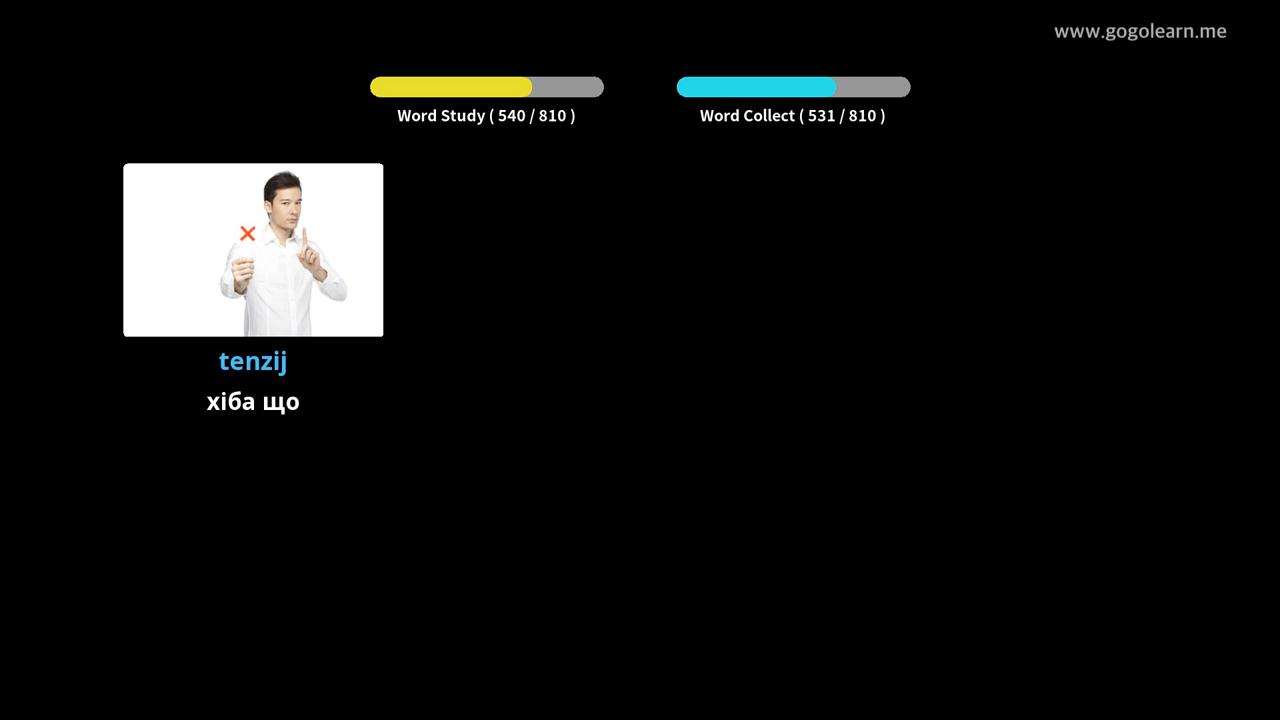 www.gogolearn.me
Word Study ( 540 / 810 )
Word Collect ( 531 / 810 )
tenzij
хіба що